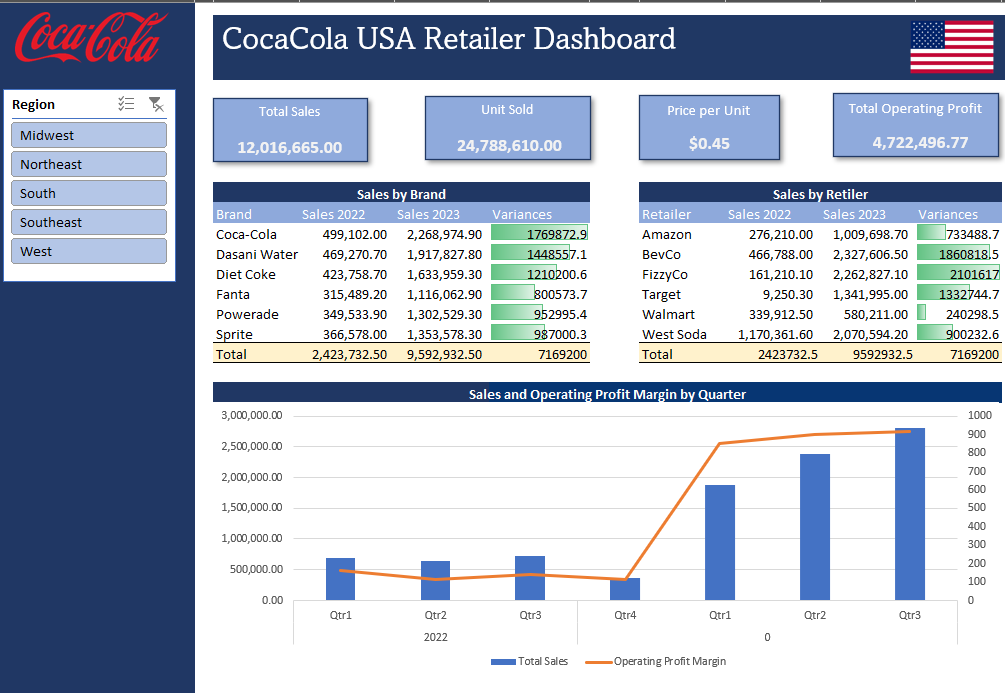 Coca-Cola
CocaCola USA Retailer Dashboard
Region
Midwest
Northeast
South
Southeast
West
Total Sales
12,016,665.00
Unit Sold
24,788,610.00
Price per Unit
$0.45
Total Operating Profit
4,722,496.77
Sales by Brand
Brand Sales 2022 Sales 2023 Variances
Coca-Cola 499,102.00 2,268,974.90 1769872.9
Dasani Water 469,270.70 1,917,827.80 1448557.1
Diet Coke 423,758.70 1,633,959.30 1210200.6
Fanta 315,489.20 1,116,062.90 800573.7
Powerade 349,533.90 1,302,529.30 952995.4
Sprite 366,578.00 1,353,578.30 987000.3
Total 2,423,732.50 9,592,932.50 7169200
Sales by Retiler
Retailer Sales 2022 Sales 2023 Variances
Amazon 276,210.00 1,009,698.70 733488.7
BevCo 466,788.00 2,327,606.50 1860818.5
FizzyCo 161,210.10 2,262,827.10 2101617
Target 9,250.30 1,341,995.00 1332744.7
Walmart 339,912.50 580,211.00 240298.5
West Soda 1,170,361.60 2,070,594.20 900232.6
Total 2423732.5 9592932.5 7169200
Sales and Operating Profit Margin by Quarter
3,000,000.00
2,500,000.00
2,000,000.00
1,500,000.00
1,000,000.00
500,000.00
0.00
1000
900
800
700
600
500
400
300
200
100
0
Qtr1 Qtr2 Qtr3 Qtr4 Qtr1 Qtr2 Qtr3
2022 0
Total Sales Operating Profit Margin